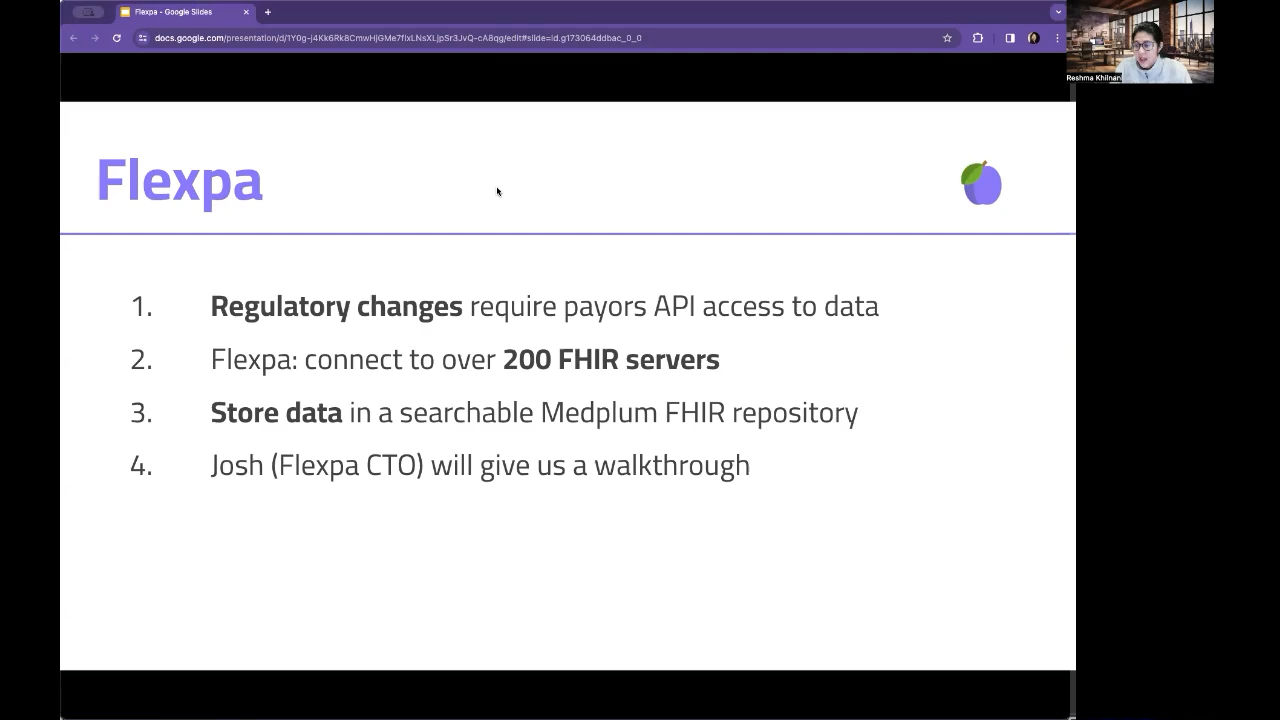 Flexpa - Google Slides
docs.google.com/presentation/d/1Y0g-j4Kk6Rk8CmwHjGMe7flxLNsXLjpSr3JvQ-cA8qg/edit#slide=id.g173064ddbac_0_0
Reshma Khilnani
Flexpa
1. Regulatory changes require payors API access to data
2. Flexpa: connect to over 200 FHIR servers
3. Store data in a searchable Medplum FHIR repository
4. Josh (Flexpa CTO) will give us a walkthrough